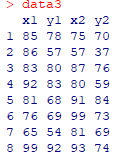 > data3
  x1 y1 x2 y2
1 85 78 75 70
2 86 57 57 37
3 83 80 87 76
4 92 83 80 59
5 81 68 91 84
6 76 69 99 73
7 65 54 81 69
8 99 92 93 74